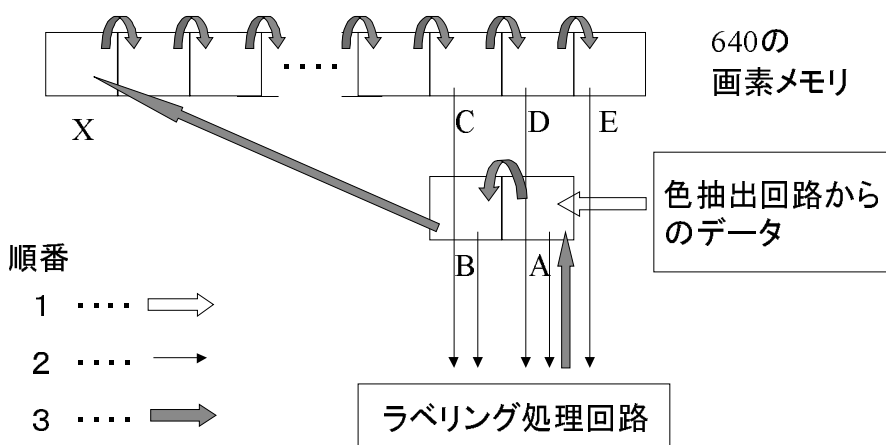 640の
画素メモリ
X
C
D
E
色抽出回路から
のデータ
B
A
順番
1 ････
2 ････
3 ････
ラベリング処理回路